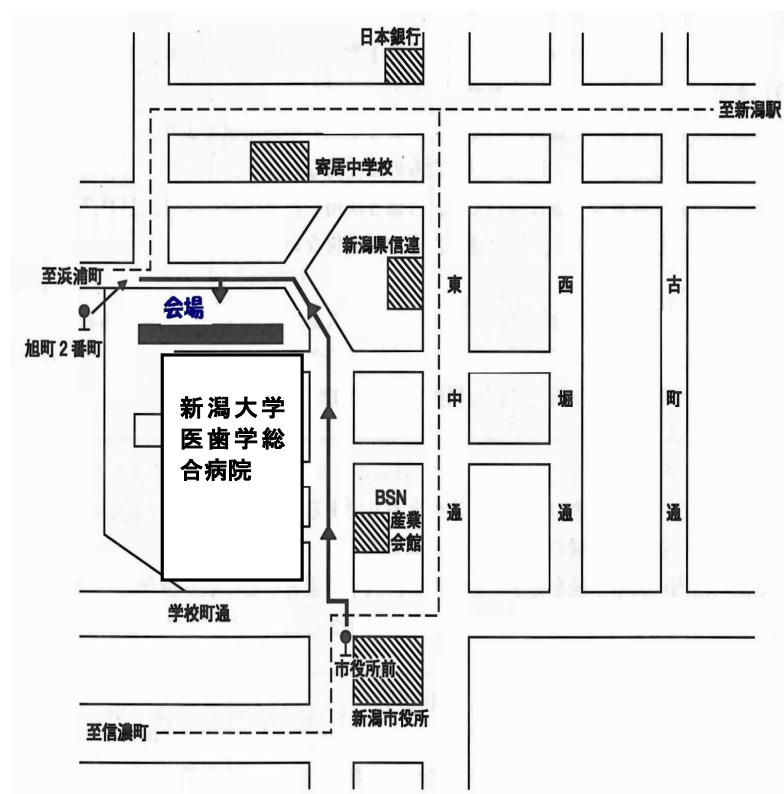 日本銀行
至新潟駅
寄居中学校
新潟県信連
至浜浦町
会場
旭町２番町
東中通
西堀通
古町通
新潟大学
医歯学総
合病院
BSN
産業
会館
学校町通
市役所前
新潟市役所
至信濃町